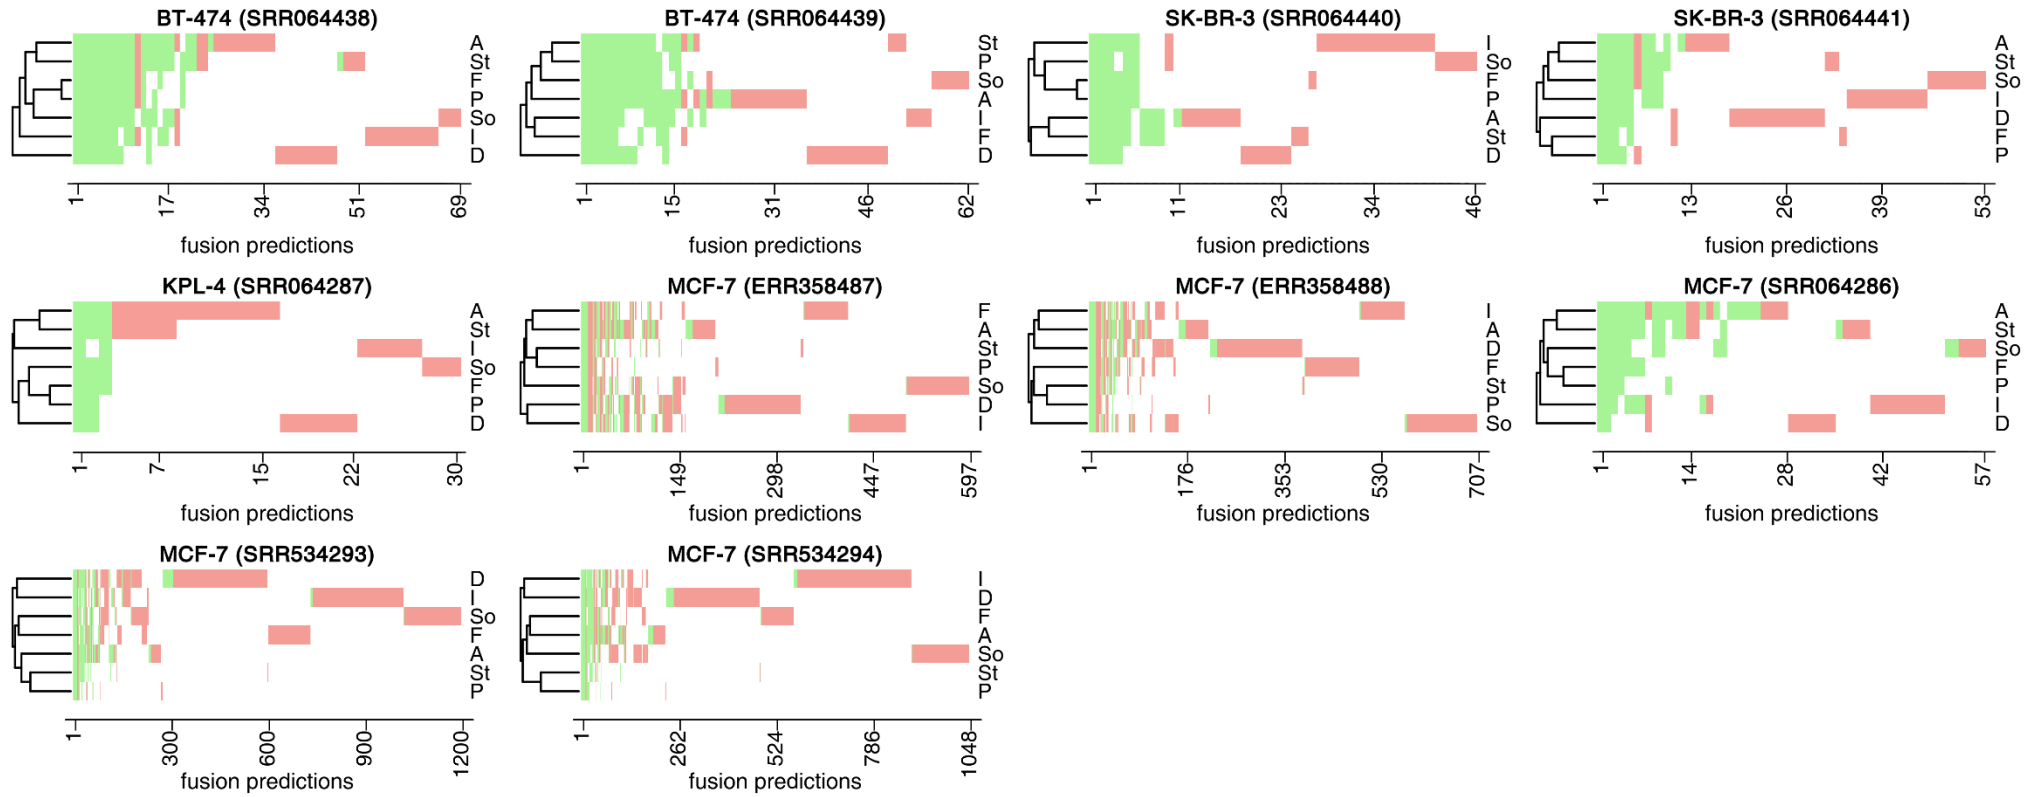 BT-474 (SRR064438)
A
St
F
P
So
I
D
1 17 34 51 69
fusion predictions
BT-474 (SRR064439)
St
P
So
A
I
F
D
1 15 31 46 62
fusion predictions
SK-BR-3 (SRR064440)
I
So
F
P
A
St
D
1 11 23 34 46
fusion predictions
SK-BR-3 (SRR064441)
A
St
So
I
D
F
P
1 13 26 39 53
fusion predictions
KPL-4 (SRR064287)
A
St
I
So
F
P
D
1 7 15 22 30
fusion predictions
MCF-7 (ERR358487)
F
A
St
P
So
D
I
1 149 298 447 597
fusion predictions
MCF-7 (ERR358488)
I
A
D
F
St
P
So
1 176 353 530 707
fusion predictions
MCF-7 (SRR064286)
A
St
So
F
P
I
D
1 14 28 42 57
fusion predictions
MCF-7 (SRR534293)
D
I
So
F
A
St
P
1 300 600 900 1200
fusion predictions
MCF-7 (SRR534294)
I
D
F
A
So
St
P
1 262 524 786 1048
fusion predictions